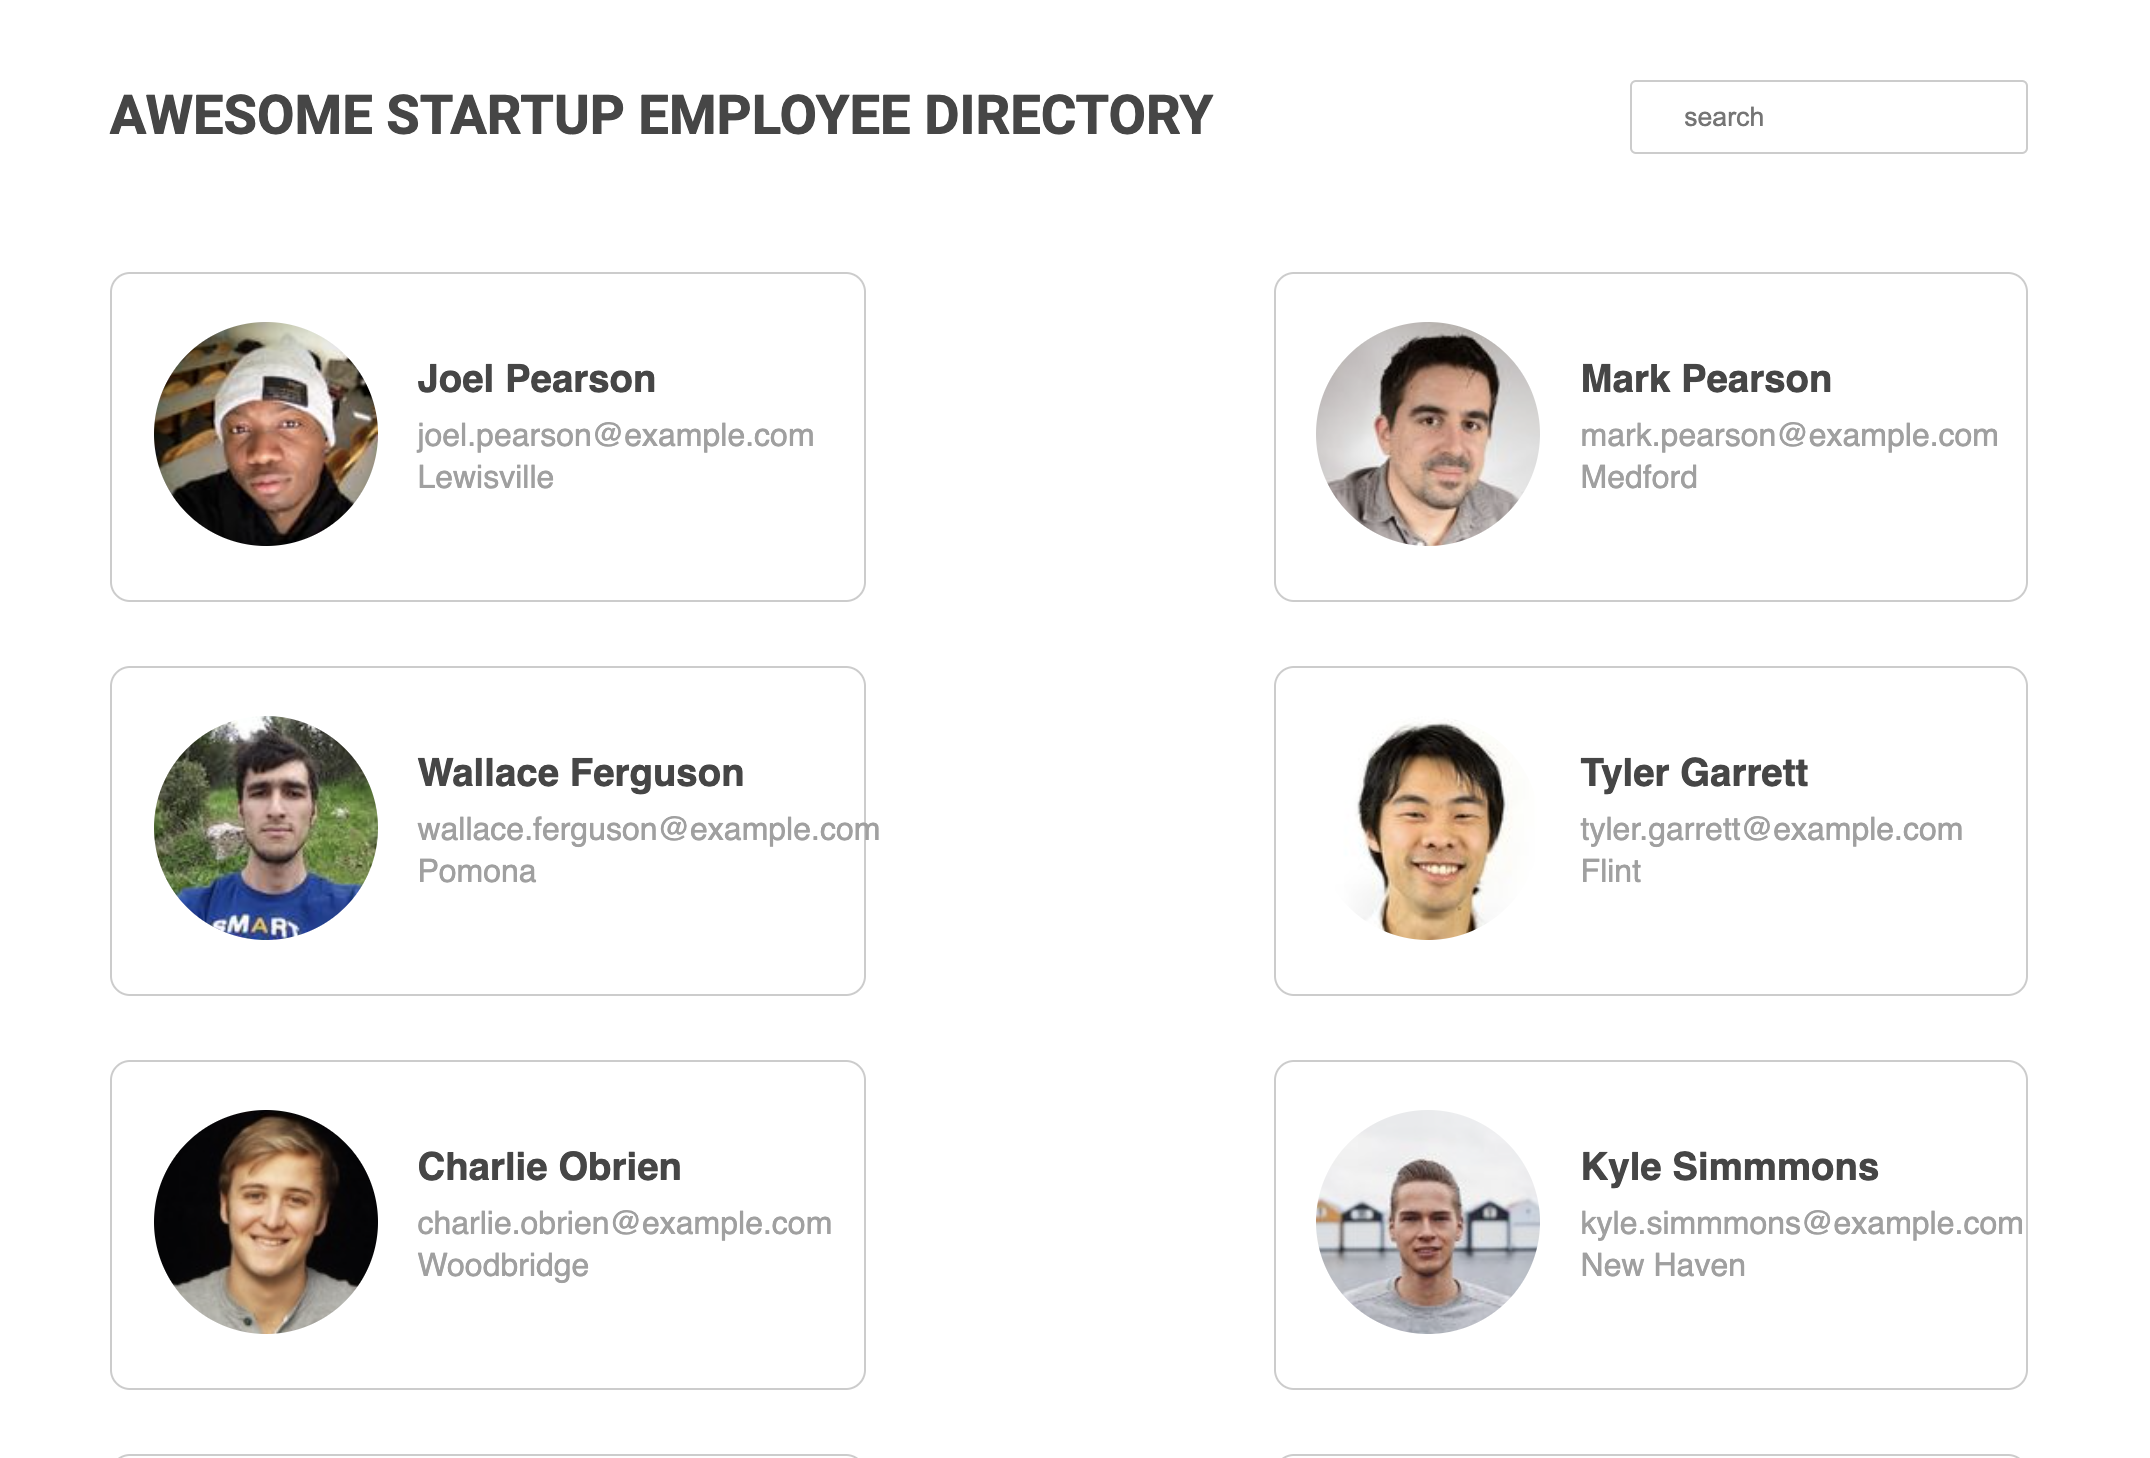 AWESOME STARTUP EMPLOYEE DIRECTORY
search
Joel Pearson
joel.pearson@example.com
Lewisville
Mark Pearson
mark.pearson@example.com
Medford
Wallace Ferguson
wallace.ferguson@example.com
Pomona
SMART
Tyler Garrett
tyler.garrett@example.com
Flint
Charlie Obrien
charlie.obrien@example.com
Woodbridge
Kyle Simmmons
kyle.simmmons@example.com
New Haven